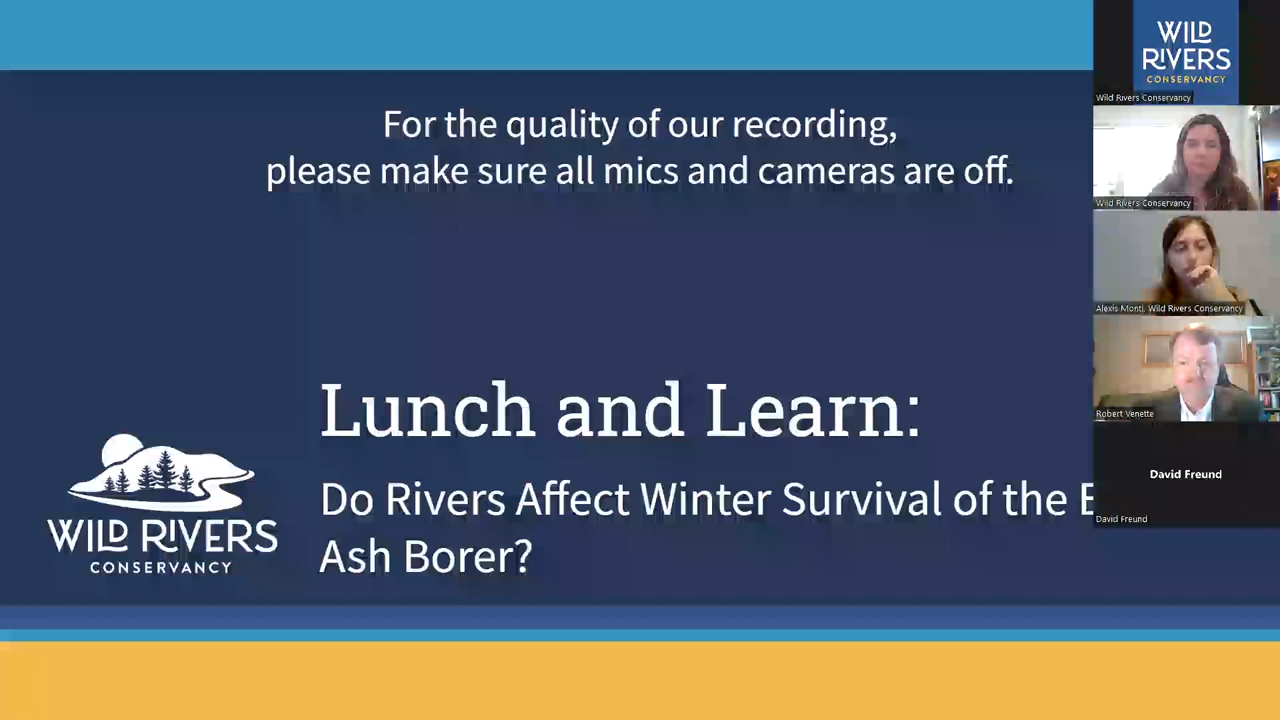 For the quality of our recording,
please make sure all mics and cameras are off.
Lunch and Learn:
Do Rivers Affect Winter Survival of the
Ash Borer?
WILD RIVERS
CONSERVANCY
WILD
RIVERS
CONSERVANCY
Wild Rivers Conservancy
Wild Rivers Conservancy
Alexis Monti, Wild Rivers Conservancy
Robert Venette
David Freund
David Freund